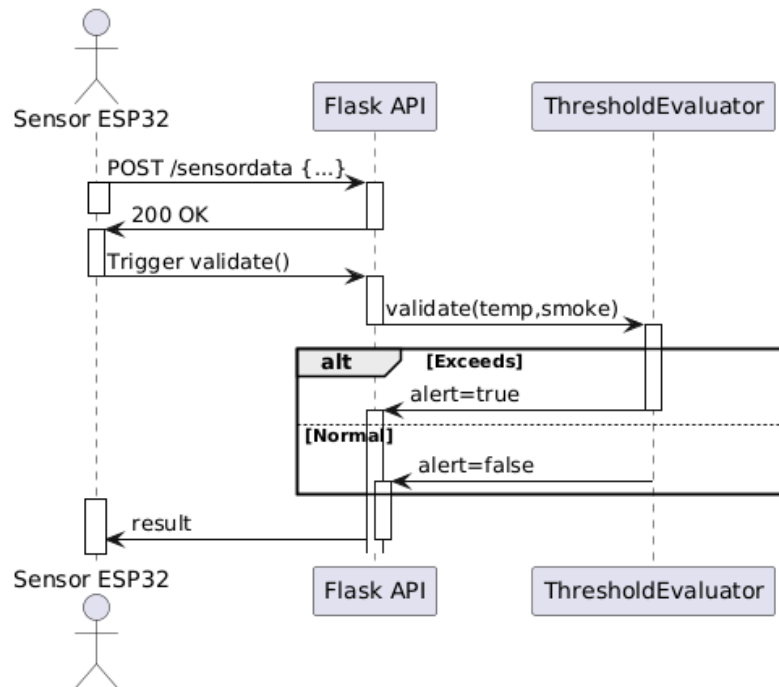 Sensor ESP32
Flask API
ThresholdEvaluator
POST /sensordata {...}
200 OK
Trigger validate()
validate(temp,smoke)
alt
[Exceeds]
alert=true
[Normal]
alert=false
result
Sensor ESP32
Flask API
ThresholdEvaluator